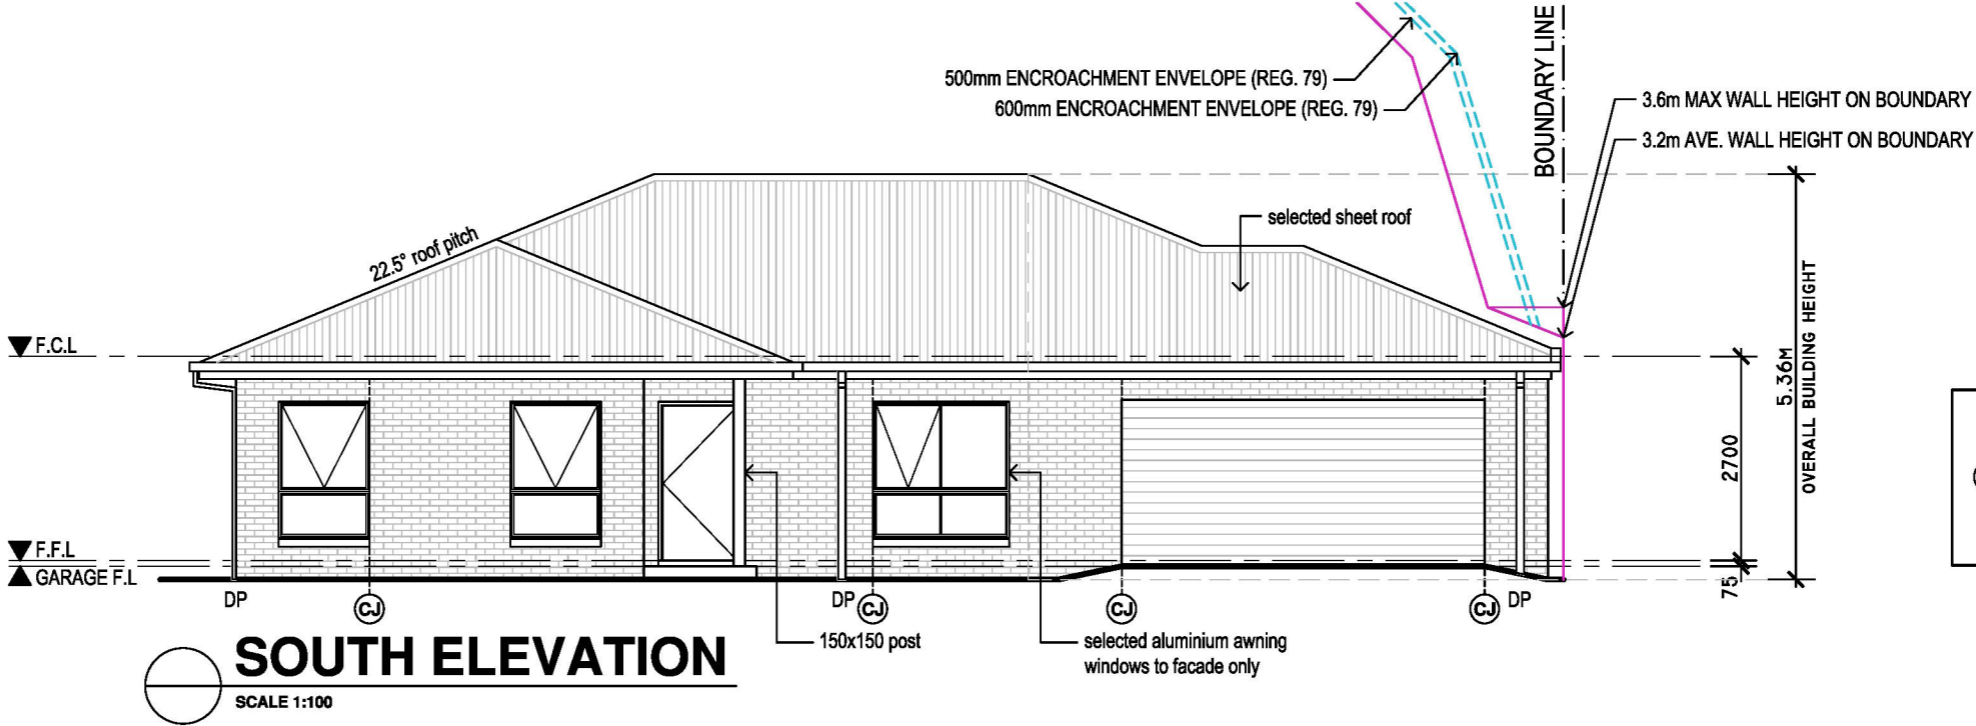 BOUNDARY LINE
500mm ENCROACHMENT ENVELOPE (REG. 79)
600mm ENCROACHMENT ENVELOPE (REG. 79)
3.6m MAX WALL HEIGHT ON BOUNDARY
3.2m AVE. WALL HEIGHT ON BOUNDARY
22.5° roof pitch
selected sheet roof
F.C.L
5.36M
OVERALL BUILDING HEIGHT
2700
F.F.L
GARAGE F.L
75
DP
CJ
DP
CJ
CJ
CJ
DP
150x150 post
selected aluminium awning
windows to facade only
SOUTH ELEVATION
SCALE 1:100